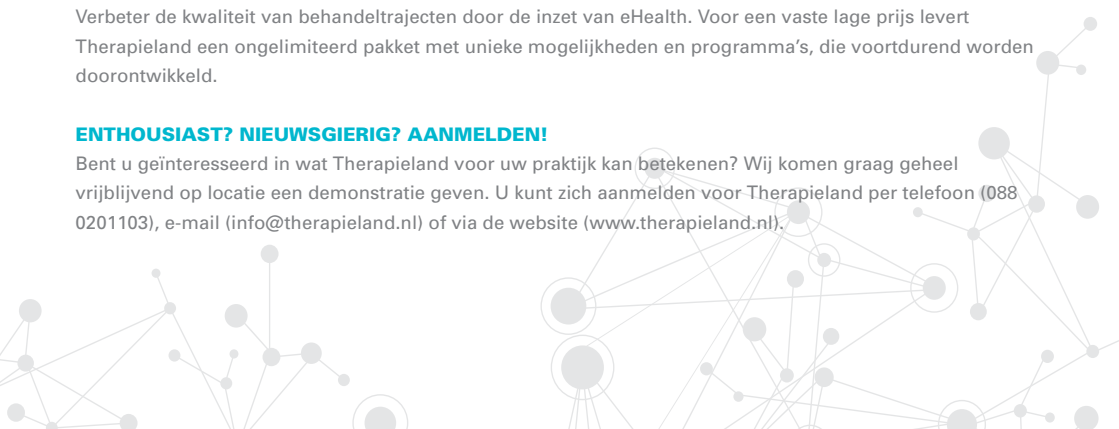 Verbeter de kwaliteit van behandeltrajecten door de inzet van eHealth. Voor een vaste lage prijs levert
Therapieland een ongelimiteerd pakket met unieke mogelijkheden en programma's, die voortdurend worden
doorontwikkeld.
ENTHOUSIAST? NIEUWSGIERIG? AANMELDEN!
Bent u geïnteresseerd in wat Therapieland voor uw praktijk kan betekenen? Wij komen graag geheel
vrijblijvend op locatie een demonstratie geven. U kunt zich aanmelden voor Therapieland per telefoon (088
0201103), e-mail (info@therapieland.nl) of via de website (www.therapieland.nl).